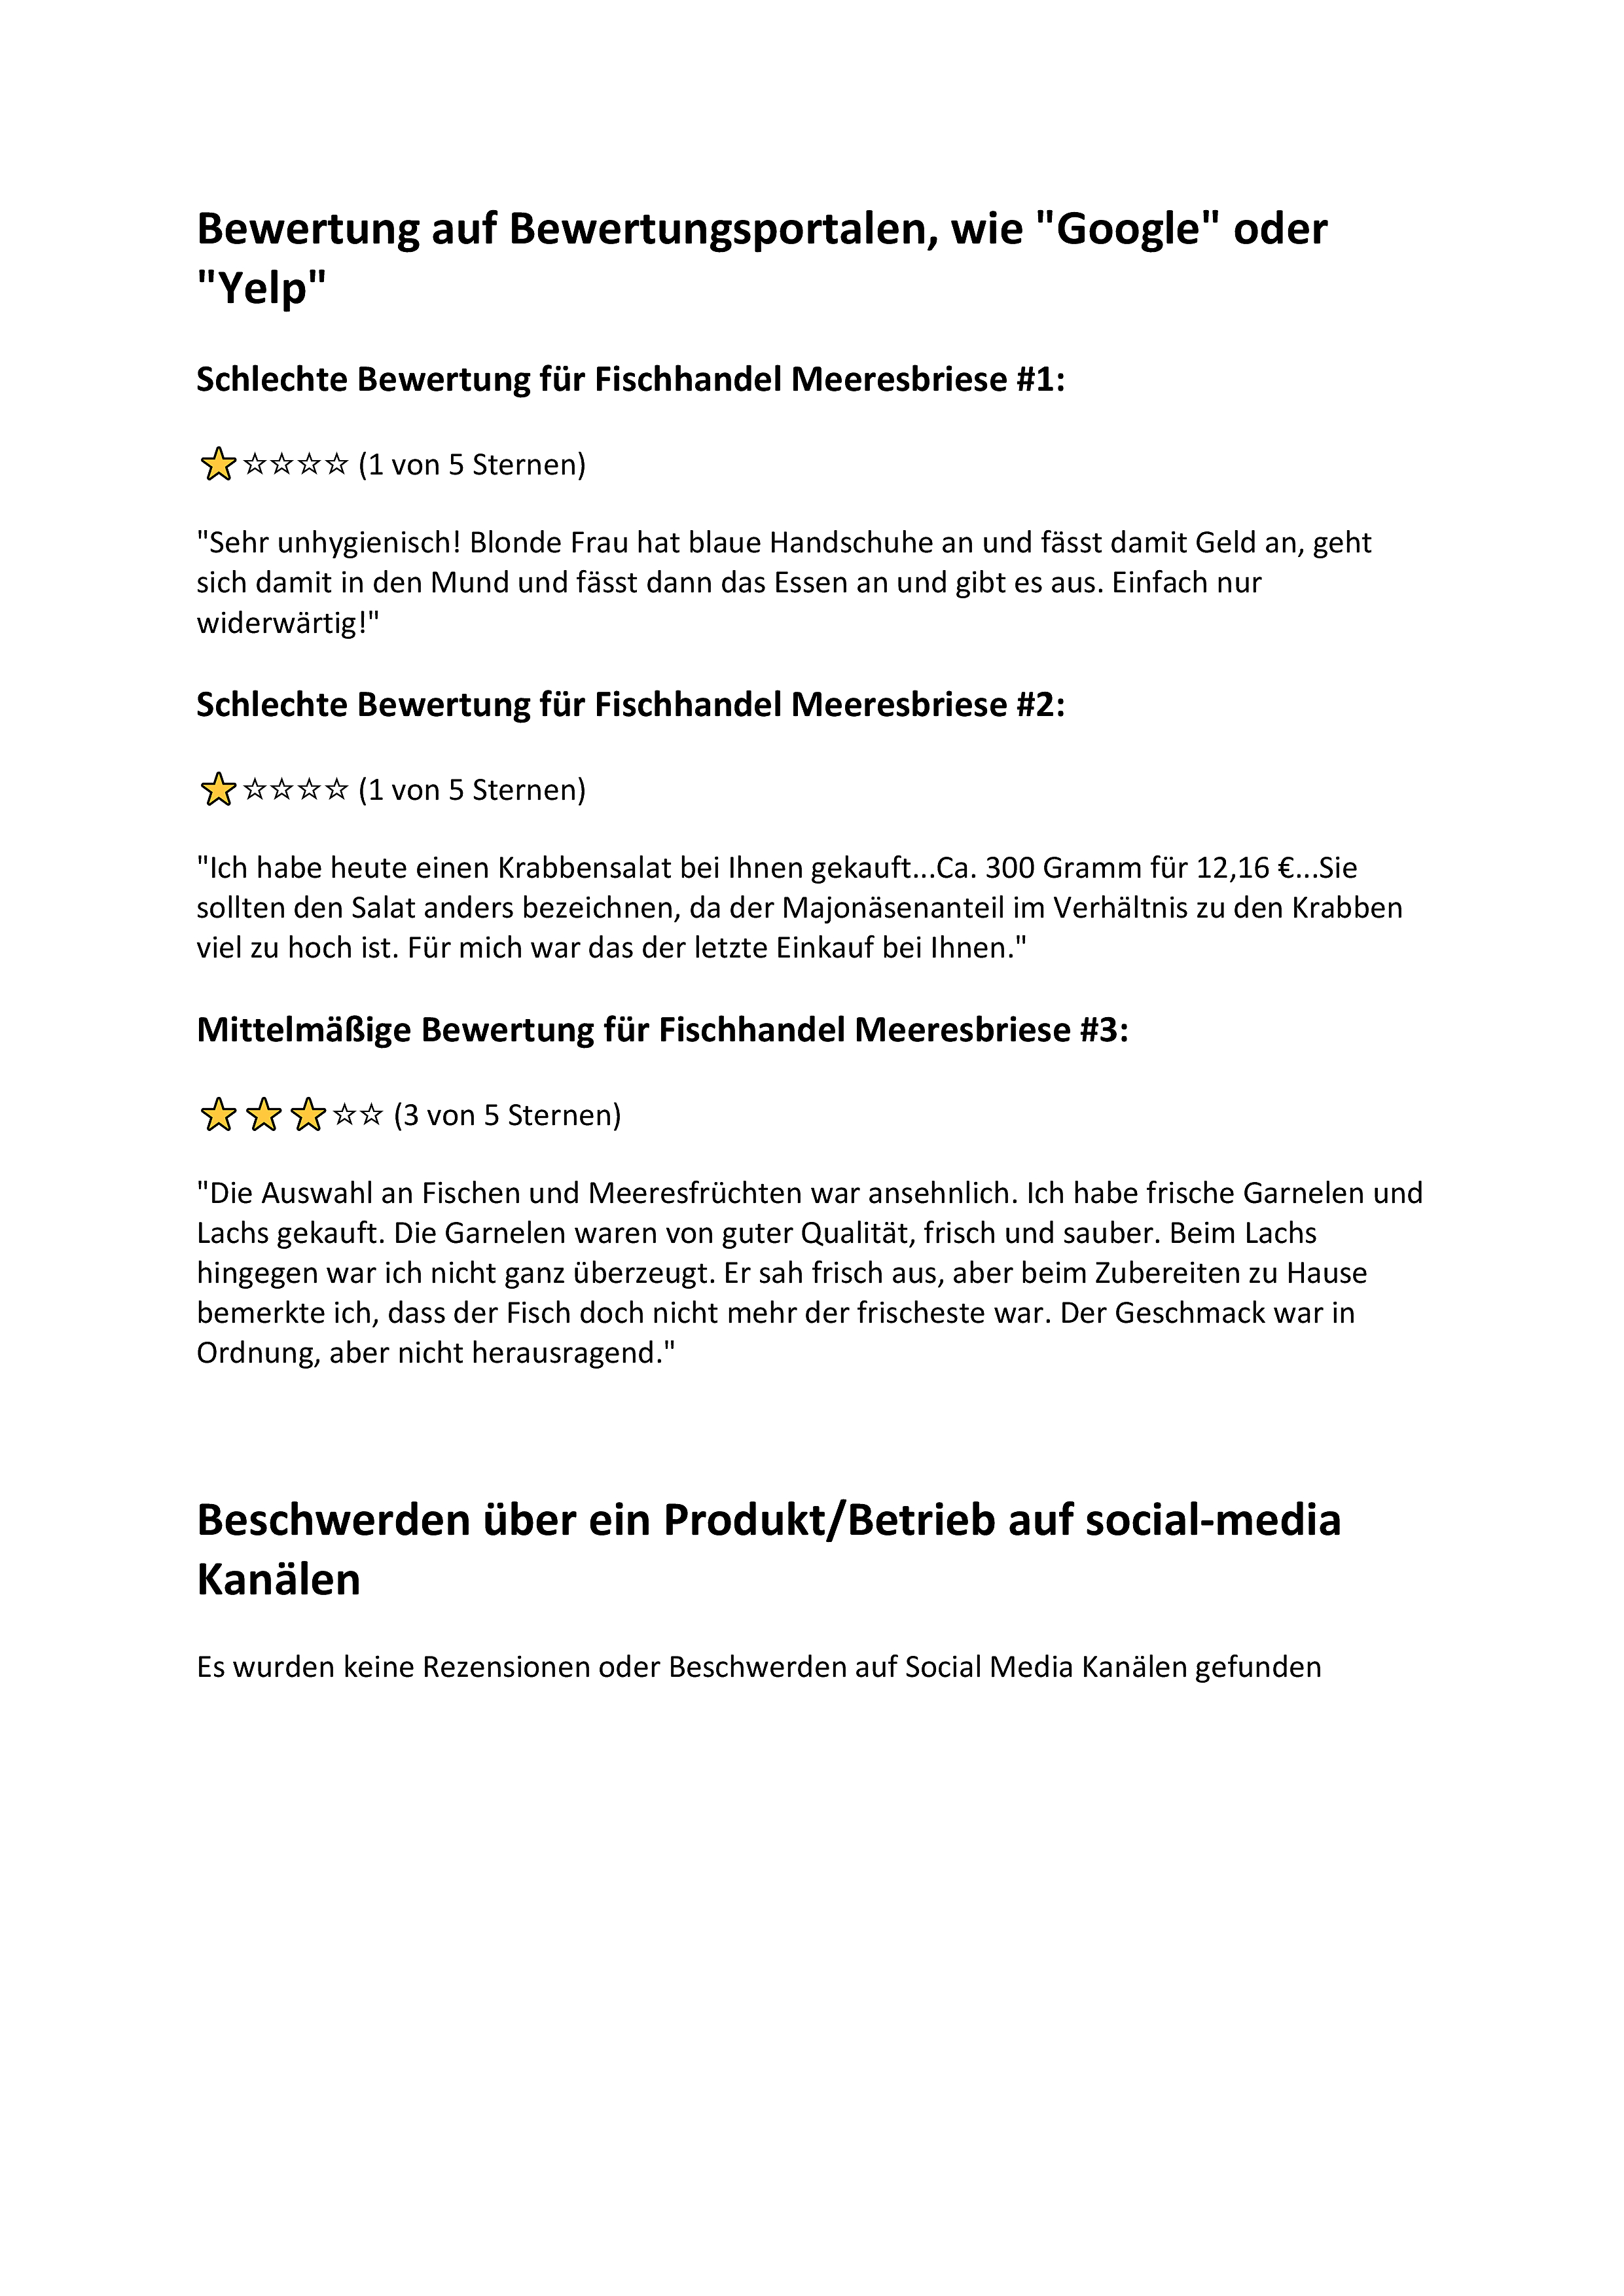 Bewertung auf Bewertungsportalen, wie "Google" oder
"Yelp"
Schlechte Bewertung für Fischhandel Meeresbriese #1:
⭐☆☆☆☆ (1 von 5 Sternen)
"Sehr unhygienisch! Blonde Frau hat blaue Handschuhe an und fässt damit Geld an, geht
sich damit in den Mund und fässt dann das Essen an und gibt es aus. Einfach nur
widerwärtig!"
Schlechte Bewertung für Fischhandel Meeresbriese #2:
⭐☆☆☆☆ (1 von 5 Sternen)
"Ich habe heute einen Krabbensalat bei Ihnen gekauft...Ca. 300 Gramm für 12,16 €...Sie
sollten den Salat anders bezeichnen, da der Majonäsenanteil im Verhältnis zu den Krabben
viel zu hoch ist. Für mich war das der letzte Einkauf bei Ihnen."
Mittelmäßige Bewertung für Fischhandel Meeresbriese #3:
⭐⭐⭐☆☆ (3 von 5 Sternen)
"Die Auswahl an Fischen und Meeresfrüchten war ansehnlich. Ich habe frische Garnelen und
Lachs gekauft. Die Garnelen waren von guter Qualität, frisch und sauber. Beim Lachs
hingegen war ich nicht ganz überzeugt. Er sah frisch aus, aber beim Zubereiten zu Hause
bemerkte ich, dass der Fisch doch nicht mehr der frischeste war. Der Geschmack war in
Ordnung, aber nicht herausragend."
Beschwerden über ein Produkt/Betrieb auf social-media
Kanälen
Es wurden keine Rezensionen oder Beschwerden auf Social Media Kanälen gefunden